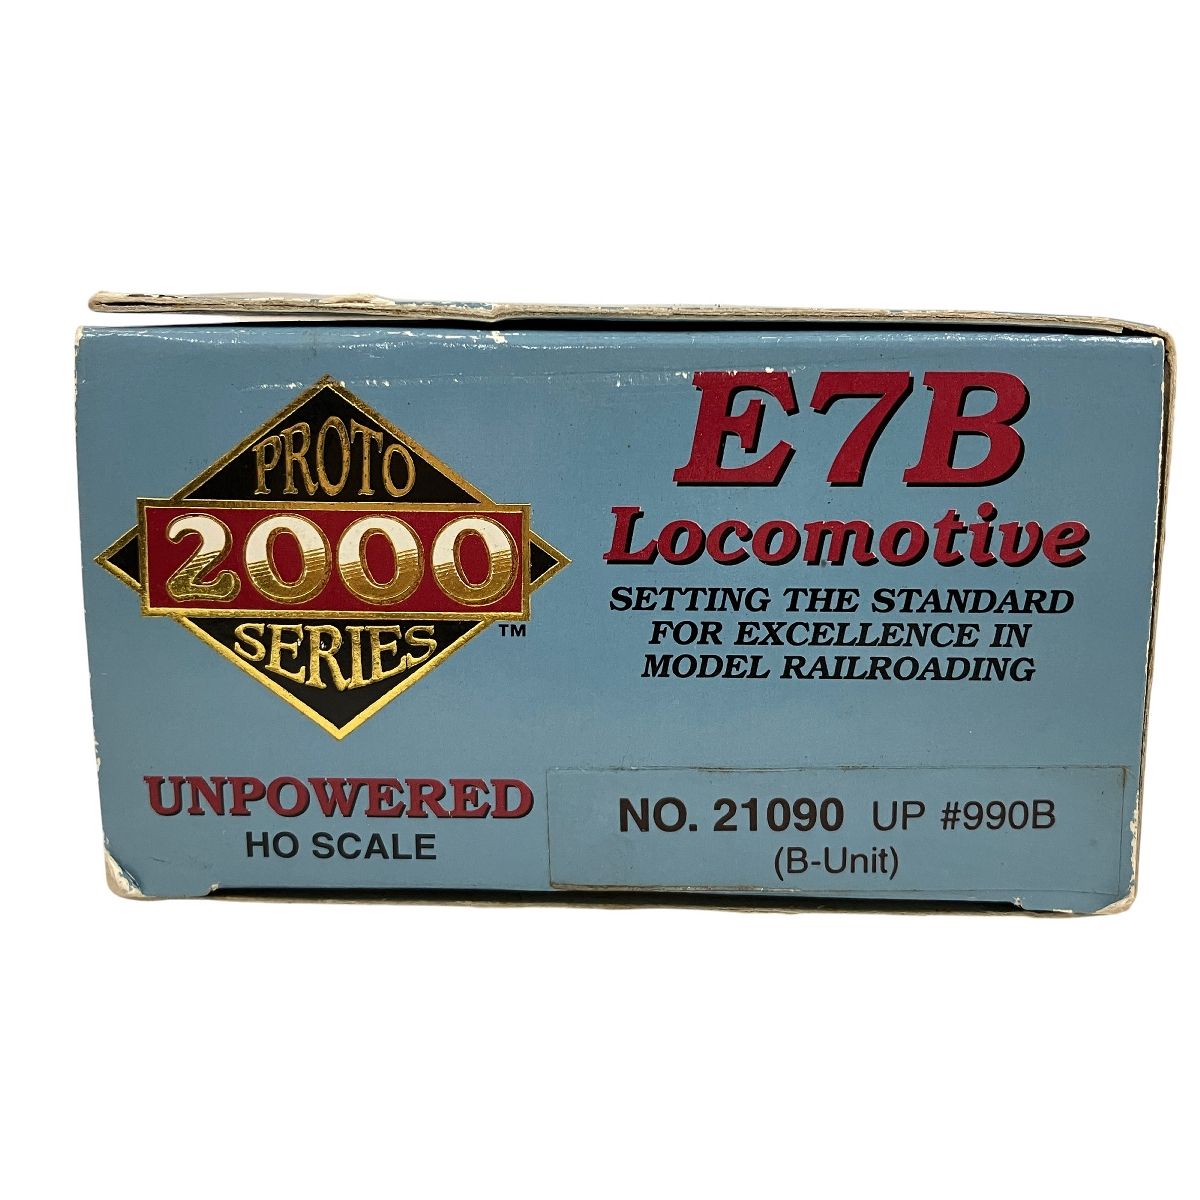 PROTO
2000
SERIES
TM
E7B
Locomotive
SETTING THE STANDARD
FOR EXCELLENCE IN
MODEL RAILROADING
UNPOWERED
HO SCALE
NO. 21090 UP #990B
(B-Unit)